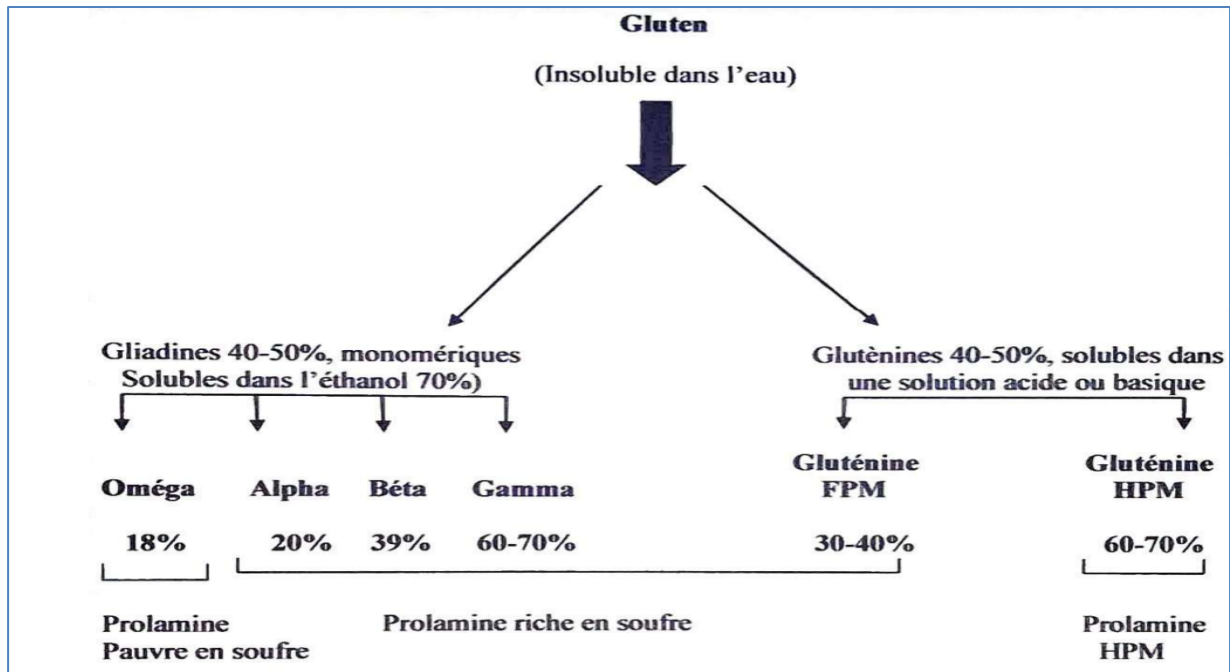 Gluten
(Insoluble dans l'eau)
Gliadines 40-50%, monomériques
Solubles dans l'éthanol 70%)
Glutènines 40-50%, solubles dans
une solution acide ou basique
Oméga
Alpha
Béta
Gamma
Gluténine
FPM
Gluténine
HPM
18%
20%
39%
60-70%
30-40%
60-70%
Prolamine
Pauvre en soufre
Prolamine riche en soufre
Prolamine
HPM